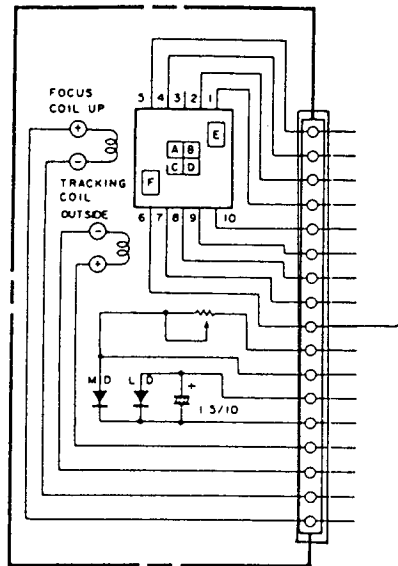 5 4 3 2 1
FOCUS
COIL UP
+
−
E
A B
C D
F
TRACKING
COIL
OUTSIDE
6 7 8 9 10
−
+
M D L D
+
1 5/10